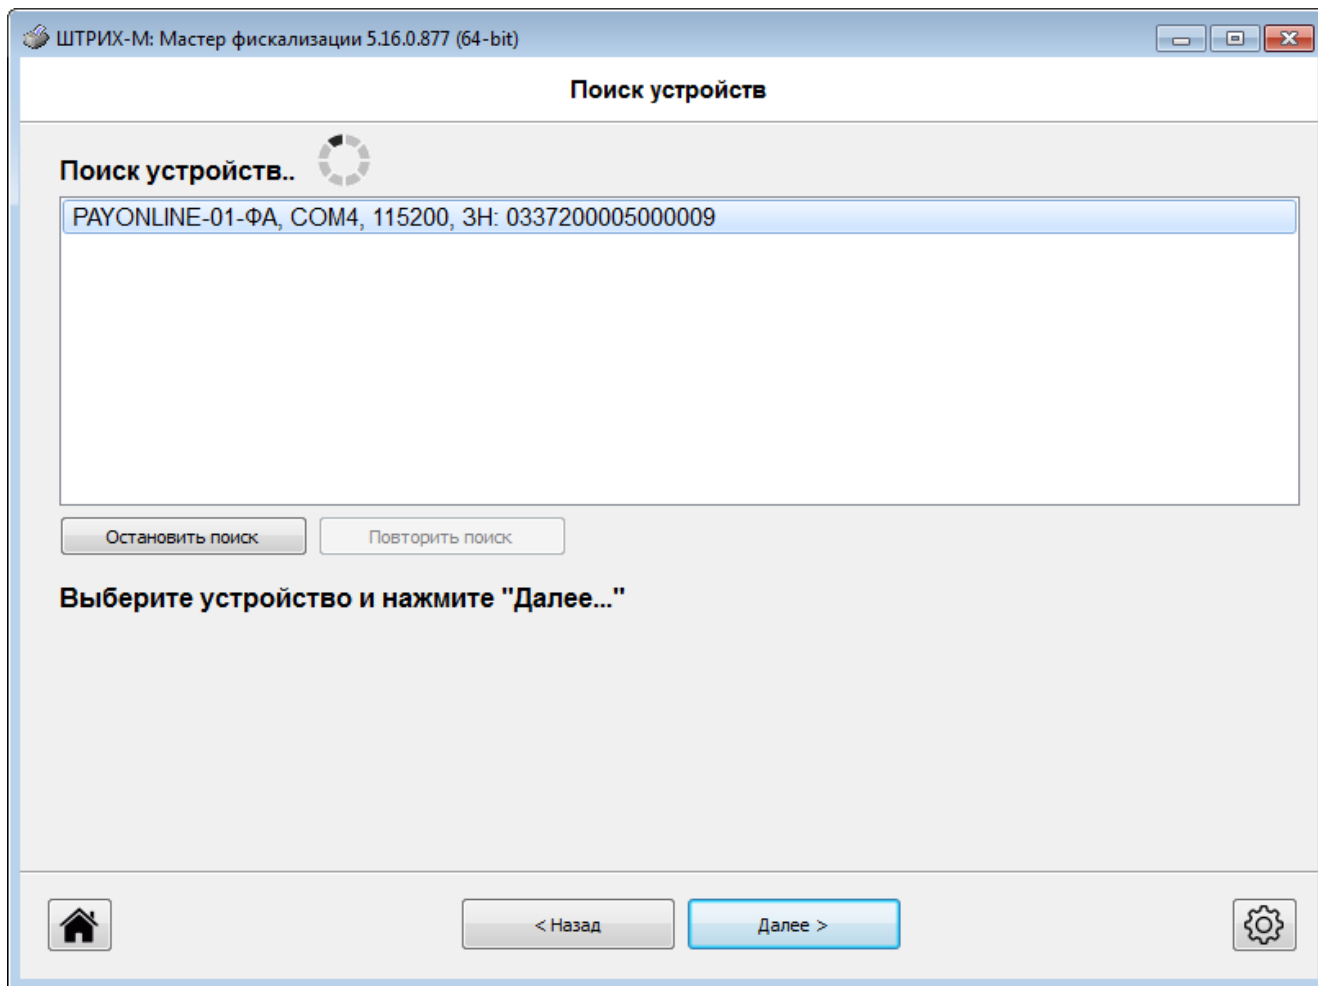 ШТРИХ-М: Мастер фискализации 5.16.0.877 (64-bit)
Поиск устройств
Поиск устройств..
PAYONLINE-01-ФА, COM4, 115200, ЗН: 0337200005000009
Остановить поиск
Повторить поиск
Выберите устройство и нажмите "Далее..."
< Назад
Далее >